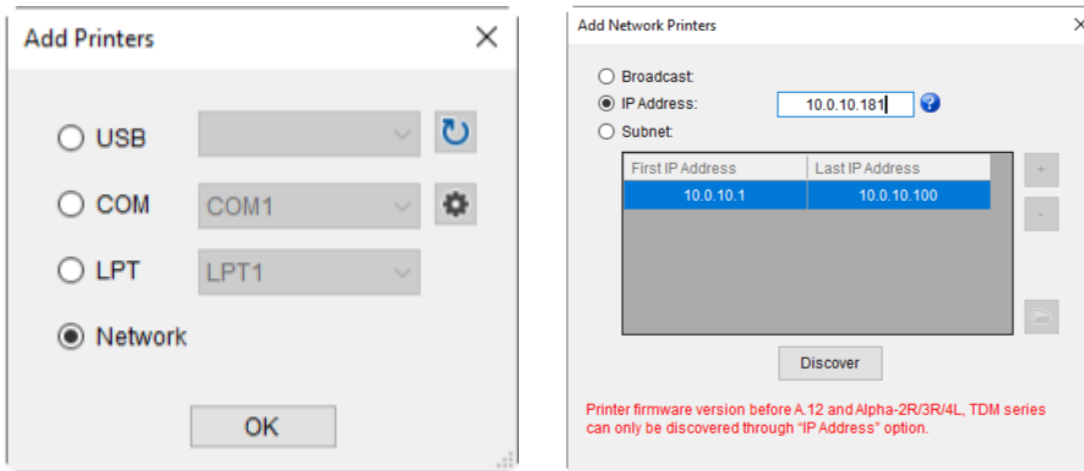 Add Printers
USB
COM
COM1
LPT
LPT1
Network
OK
Add Network Printers
Broadcast:
IP Address:
10.0.10.181
?
Subnet:
First IP Address
Last IP Address
10.0.10.1
10.0.10.100
+
-
Discover
Printer firmware version before A.12 and Alpha-2R/3R/4L, TDM series
can only be discovered through "IP Address" option.